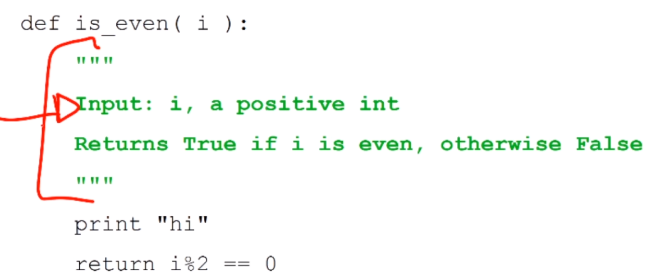 def is_even( i ):
"""
Input: i, a positive int
Returns True if i is even, otherwise False
"""
print "hi"
return i%2 == 0